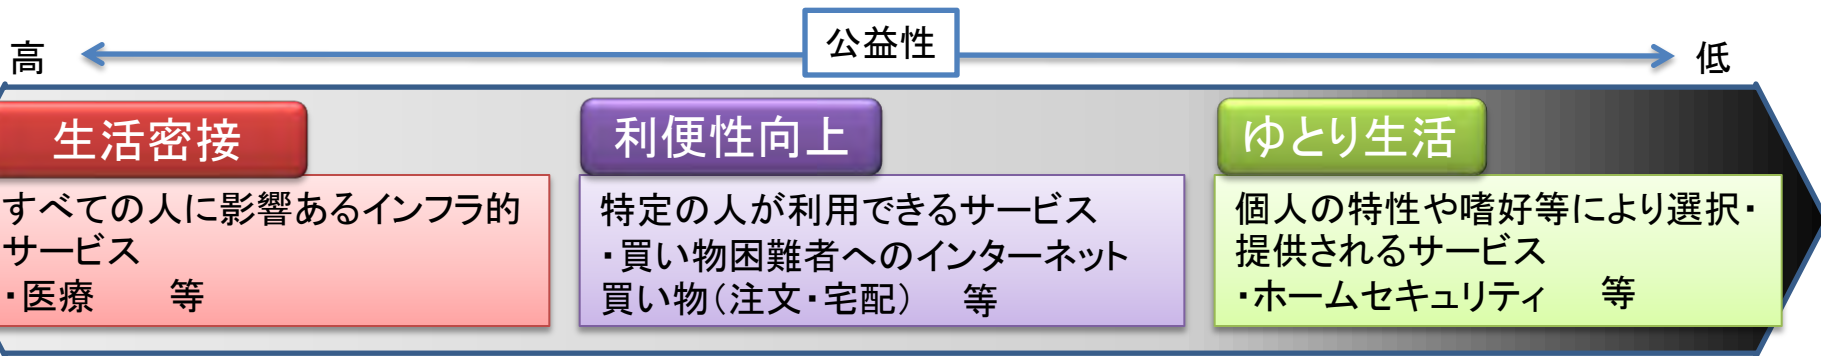 公益性
高
低
生活密接
すべての人に影響あるインフラ的
サービス
・医療　　等
利便性向上
特定の人が利用できるサービス
・買い物困難者へのインターネット
買い物（注文・宅配）　等
ゆとり生活
個人の特性や嗜好等により選択・
提供されるサービス
・ホームセキュリティ　等